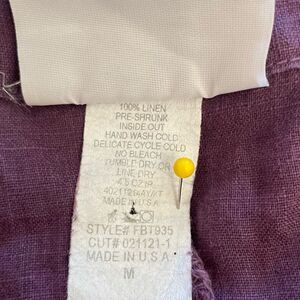 100% LINEN
PRE-SHRUNK
INSIDE OUT
HAND WASH COLD
DELICATE CYCLE COLD
NO BLEACH
TUMBLE DRY OR
LINE DRY
MADE IN U.S.A
STYLE# FBT935
CUT# 021121-1
MADE IN U.S.A.
M